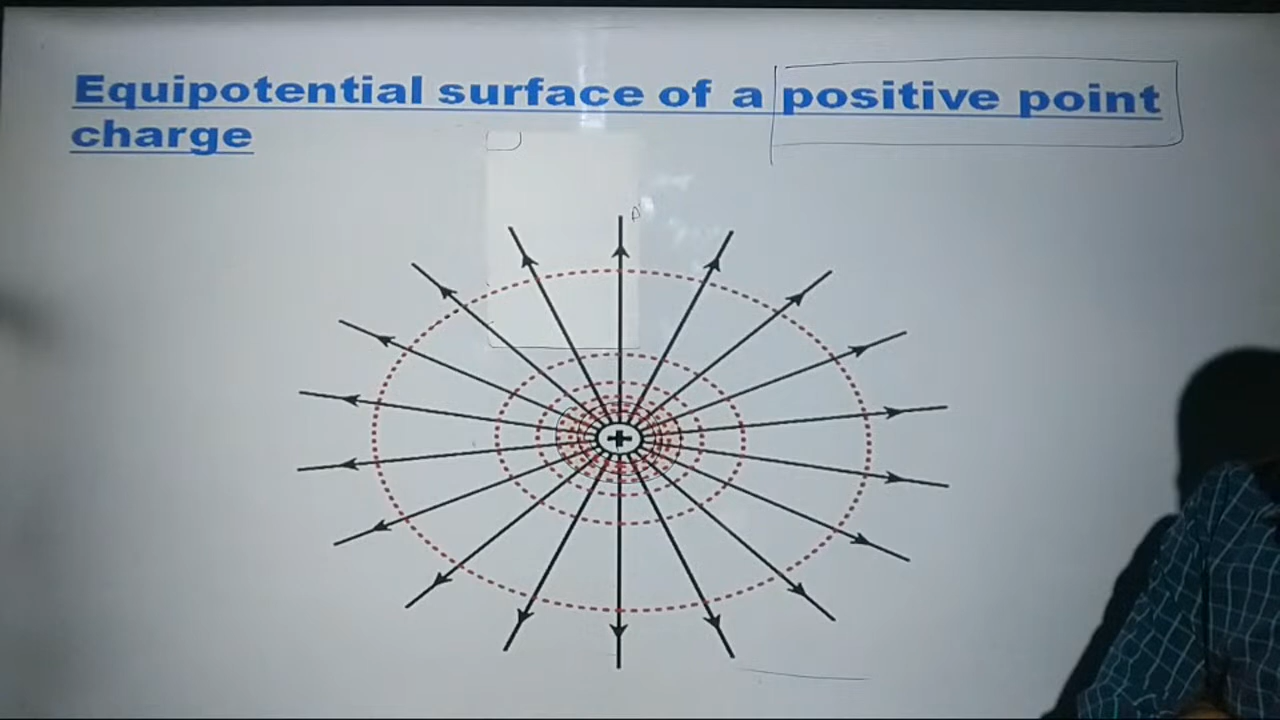 Equipotential surface of a positive point
charge
+